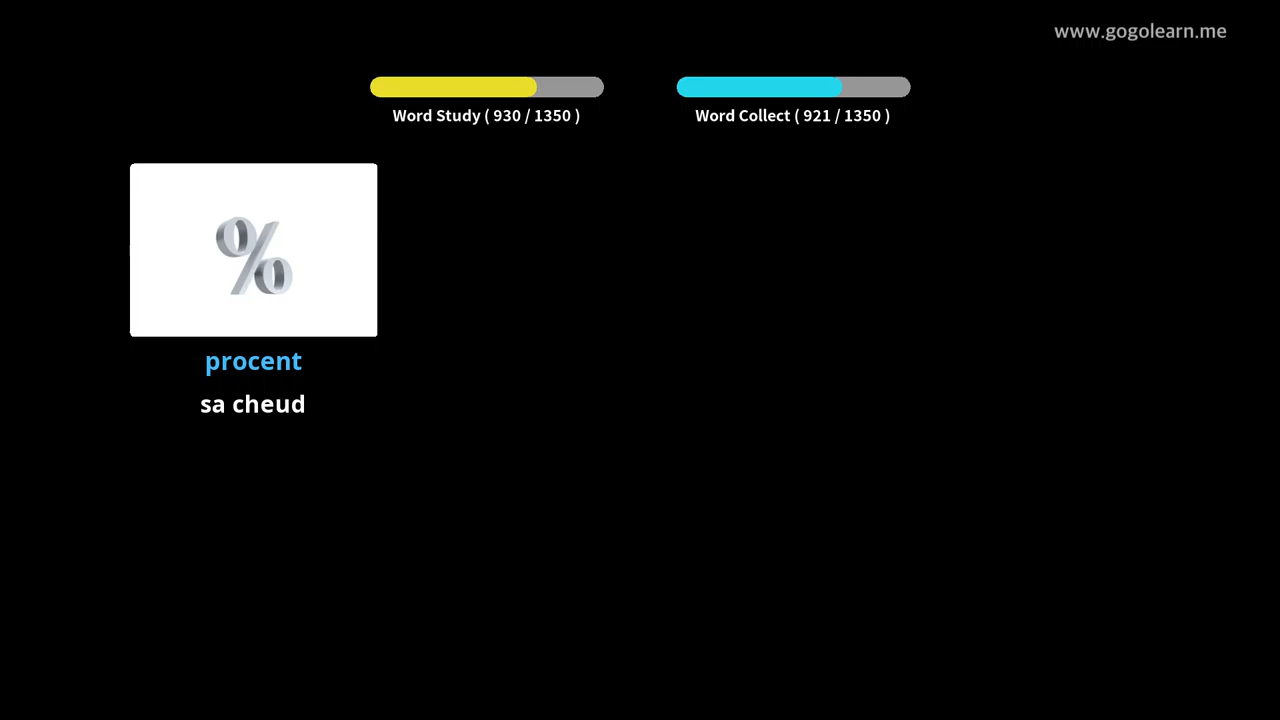 www.gogolearn.me
Word Study ( 930 / 1350 )
Word Collect ( 921 / 1350 )
%
procent
sa cheud